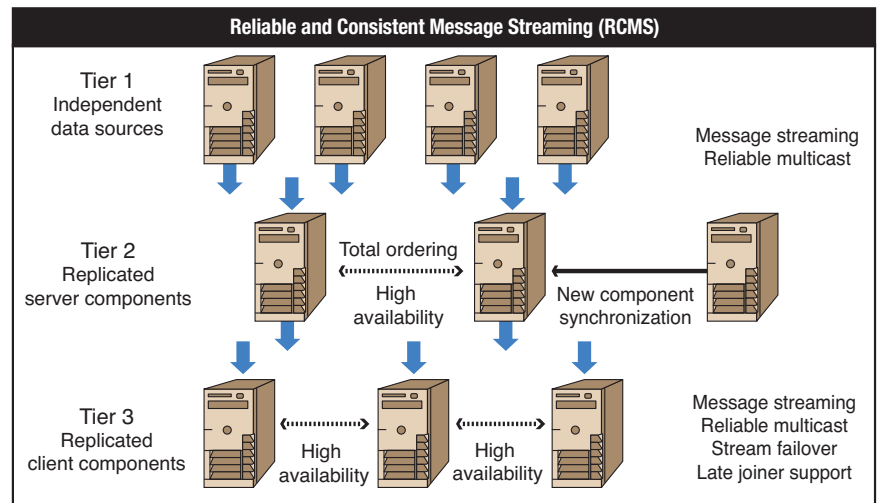 Reliable and Consistent Message Streaming (RCMS)
Tier 1
Independent
data sources
Message streaming
Reliable multicast
Tier 2
Replicated
server components
Total ordering
High
availability
New component
synchronization
Tier 3
Replicated
client components
High
availability
High
availability
Message streaming
Reliable multicast
Stream failover
Late joiner support